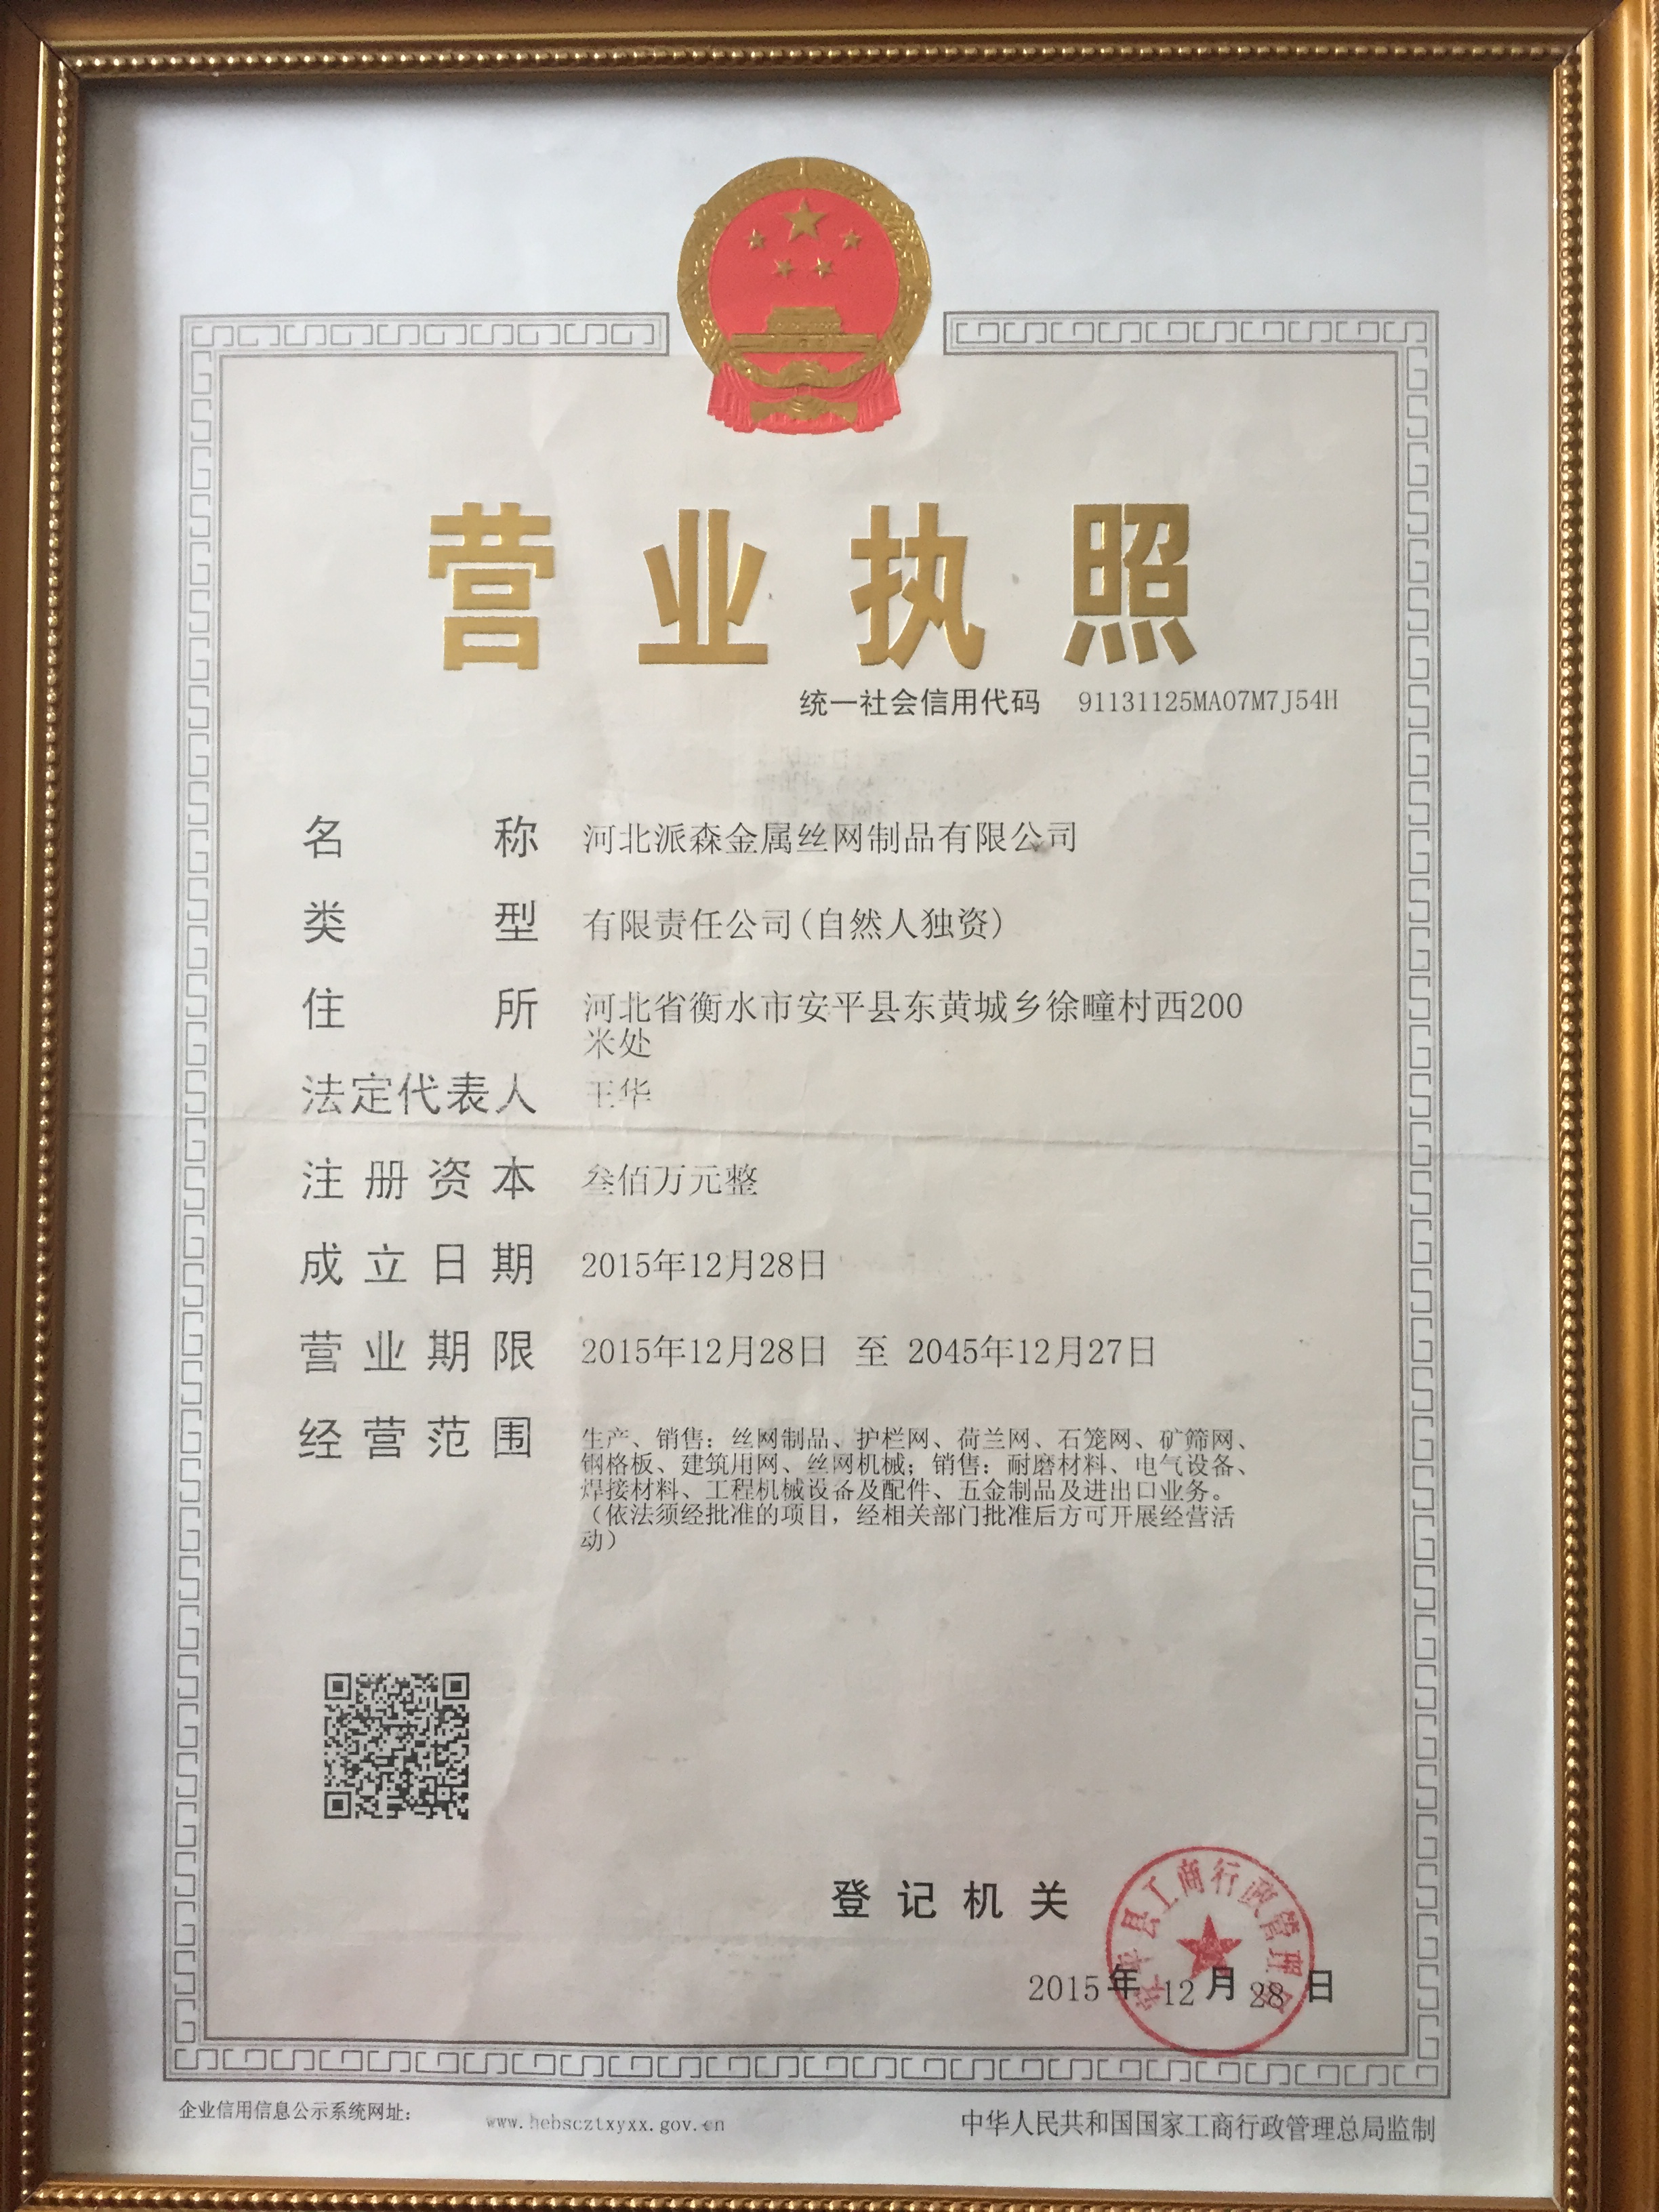 营业执照
统一社会信用代码 91131125MA07M7J54H
名称 河北派森金属丝网制品有限公司
类型 有限责任公司(自然人独资)
住所 河北省衡水市安平县东黄城乡徐疃村西200
米处
法定代表人 王华
注册资本 叁佰万元整
成立日期 2015年12月28日
营业期限 2015年12月28日 至 2045年12月27日
经营范围 生产、销售：丝网制品、护栏网、荷兰网、石笼网、矿筛网、
钢格板、建筑用网、丝网机械；销售：耐磨材料、电气设备、
焊接材料、工程机械设备及配件、五金制品及进出口业务。
（依法须经批准的项目，经相关部门批准后方可开展经营活
动）
登记机关
安平县工商行政管理局
2015年 12 月 28 日
企业信用信息公示系统网址： www.hebscztxyxx.gov.cn
中华人民共和国国家工商行政管理总局监制